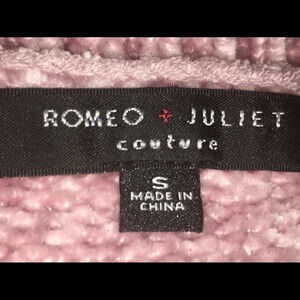 ROMEO + JULIET
couture
S
MADE IN
CHINA